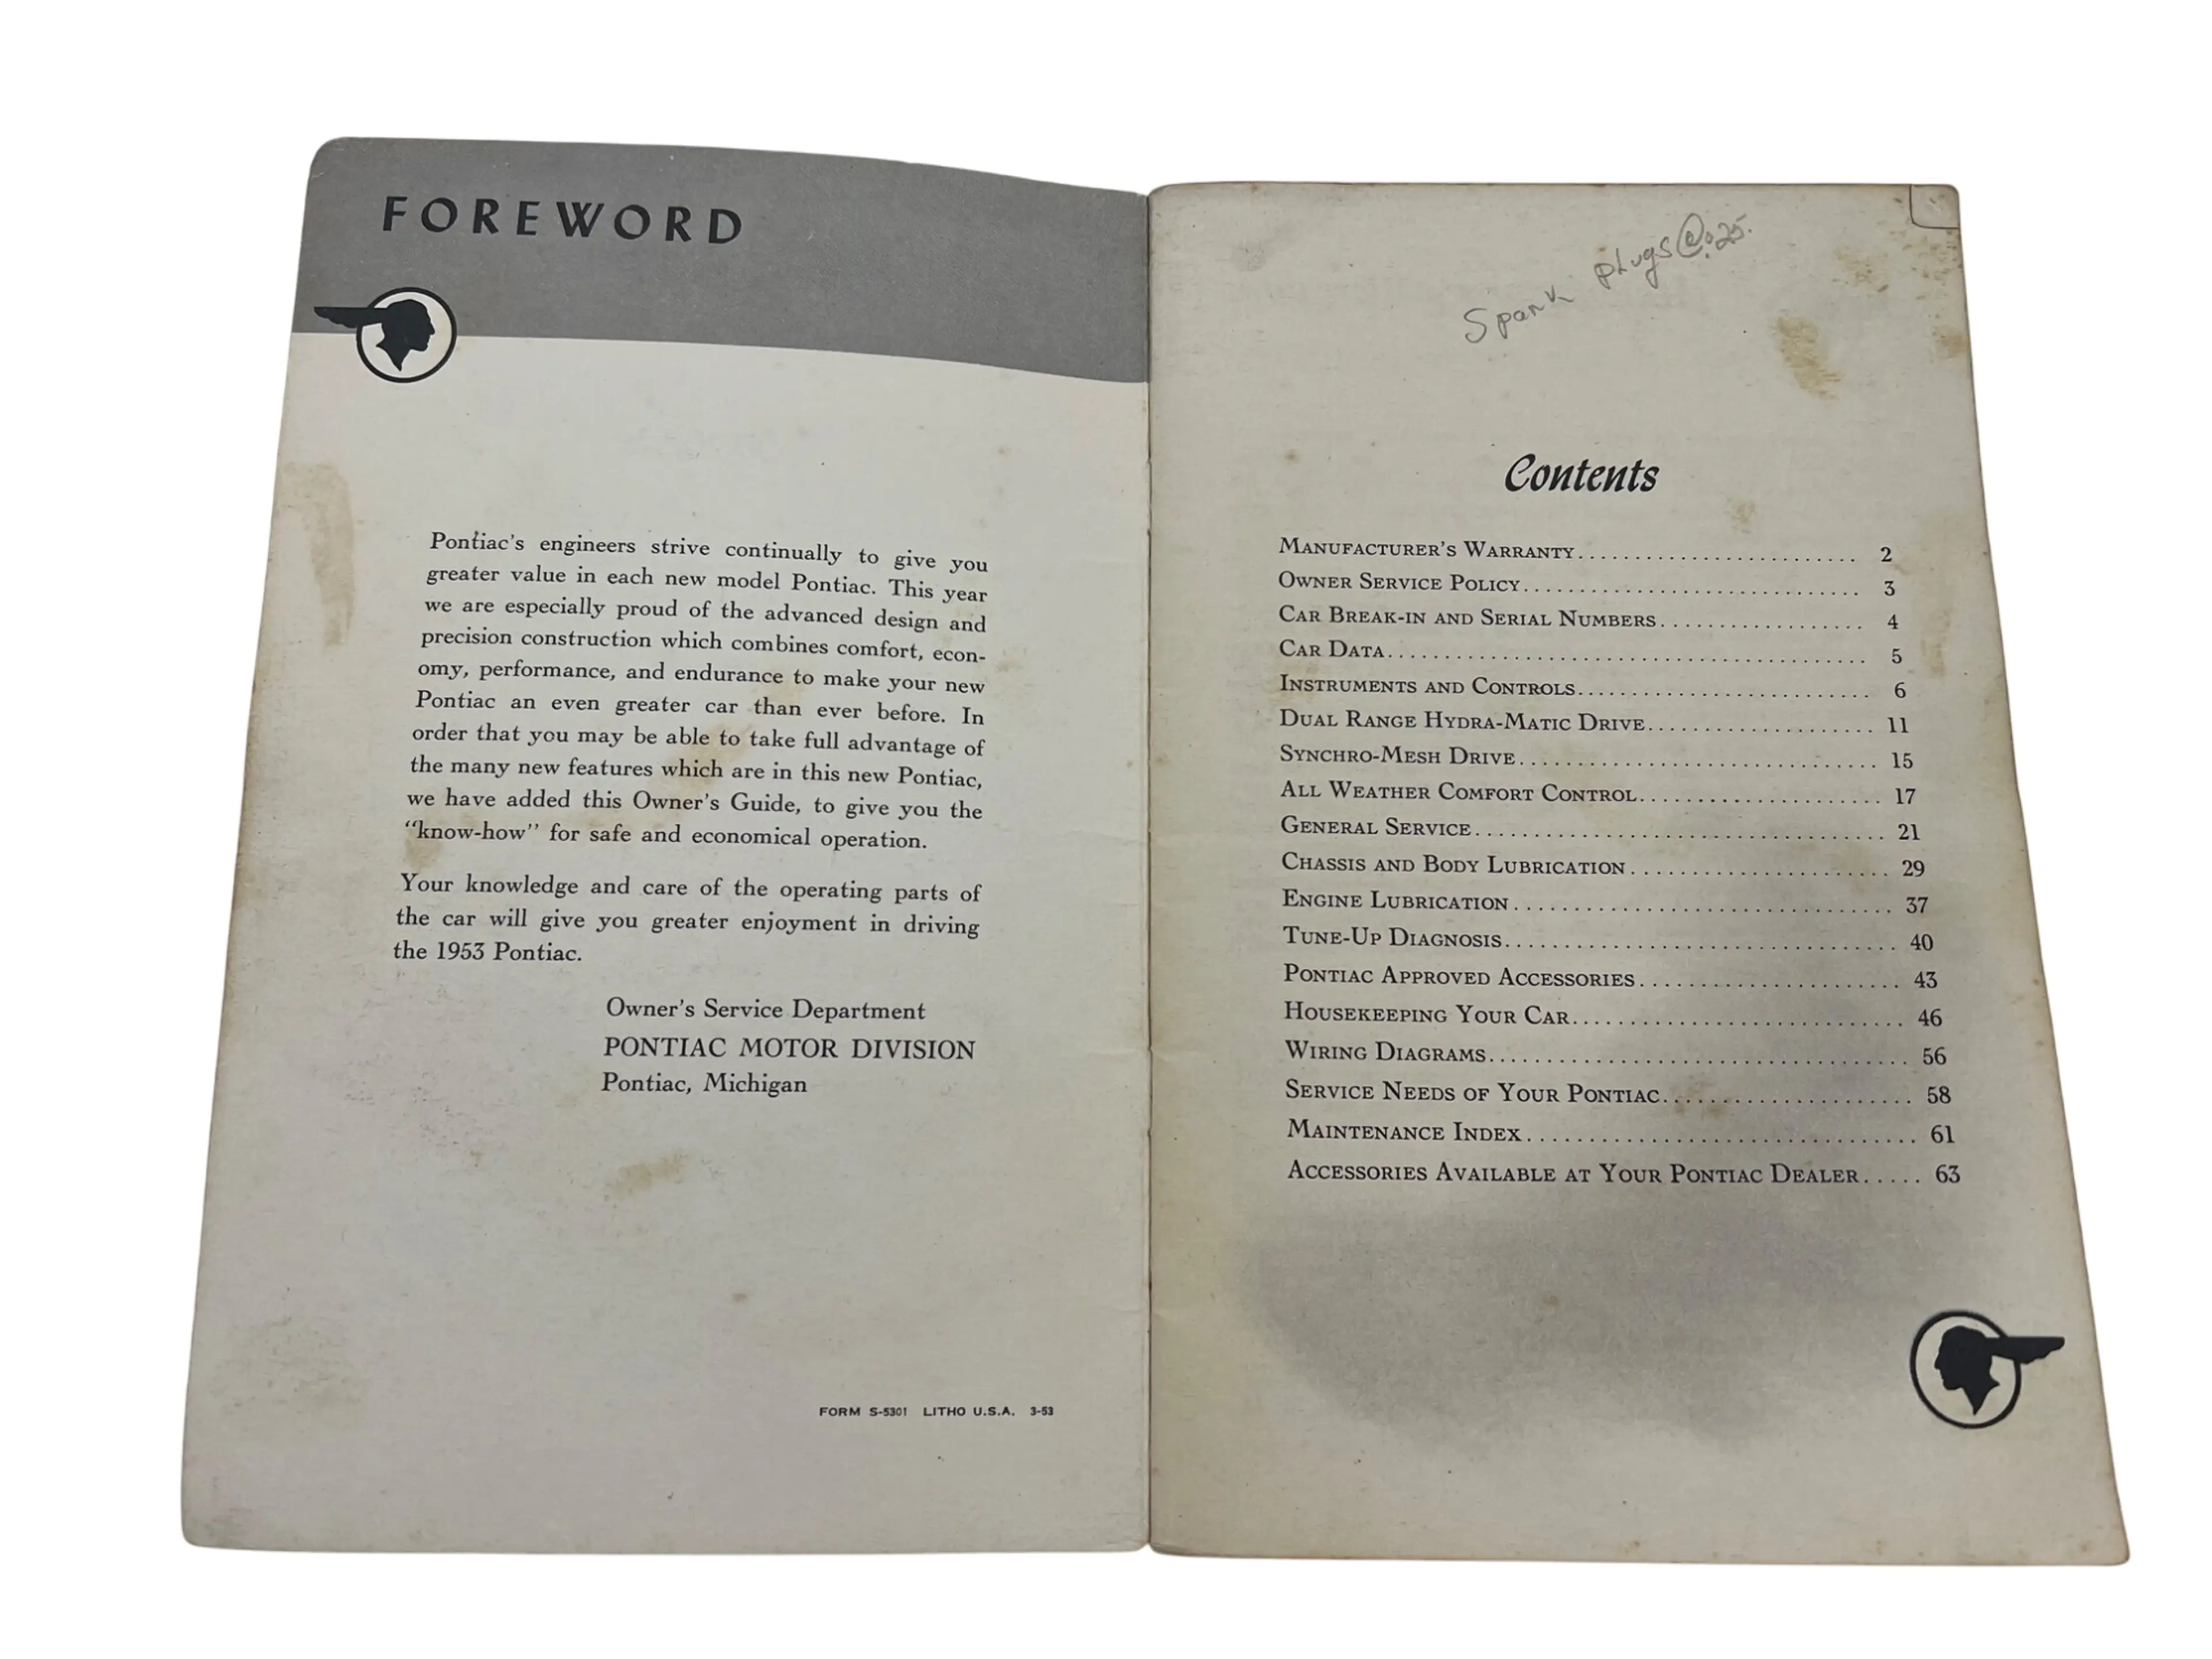 FOREWORD
Pontiac's engineers strive continually to give you
greater value in each new model Pontiac. This year
we are especially proud of the advanced design and
precision construction which combines comfort, econ-
omy, performance, and endurance to make your new
Pontiac an even greater car than ever before. In
order that you may be able to take full advantage of
the many new features which are in this new Pontiac,
we have added this Owner's Guide, to give you the
"know-how" for safe and economical operation.
Your knowledge and care of the operating parts of
the car will give you greater enjoyment in driving
the 1953 Pontiac.
Owner's Service Department
PONTIAC MOTOR DIVISION
Pontiac, Michigan
FORM S-5301 LITHO U.S.A. 3-53
Spark plugs @ .025.
Contents
MANUFACTURER'S WARRANTY.......................... 2
OWNER SERVICE POLICY.............................. 3
CAR BREAK-IN AND SERIAL NUMBERS................. 4
CAR DATA......................................... 5
INSTRUMENTS AND CONTROLS......................... 6
DUAL RANGE HYDRA-MATIC DRIVE.................... 11
SYNCHRO-MESH DRIVE.............................. 15
ALL WEATHER COMFORT CONTROL..................... 17
GENERAL SERVICE.................................. 21
CHASSIS AND BODY LUBRICATION..................... 29
ENGINE LUBRICATION............................... 37
TUNE-UP DIAGNOSIS................................ 40
PONTIAC APPROVED ACCESSORIES..................... 43
HOUSEKEEPING YOUR CAR............................ 46
WIRING DIAGRAMS.................................. 56
SERVICE NEEDS OF YOUR PONTIAC.................... 58
MAINTENANCE INDEX................................ 61
ACCESSORIES AVAILABLE AT YOUR PONTIAC DEALER..... 63